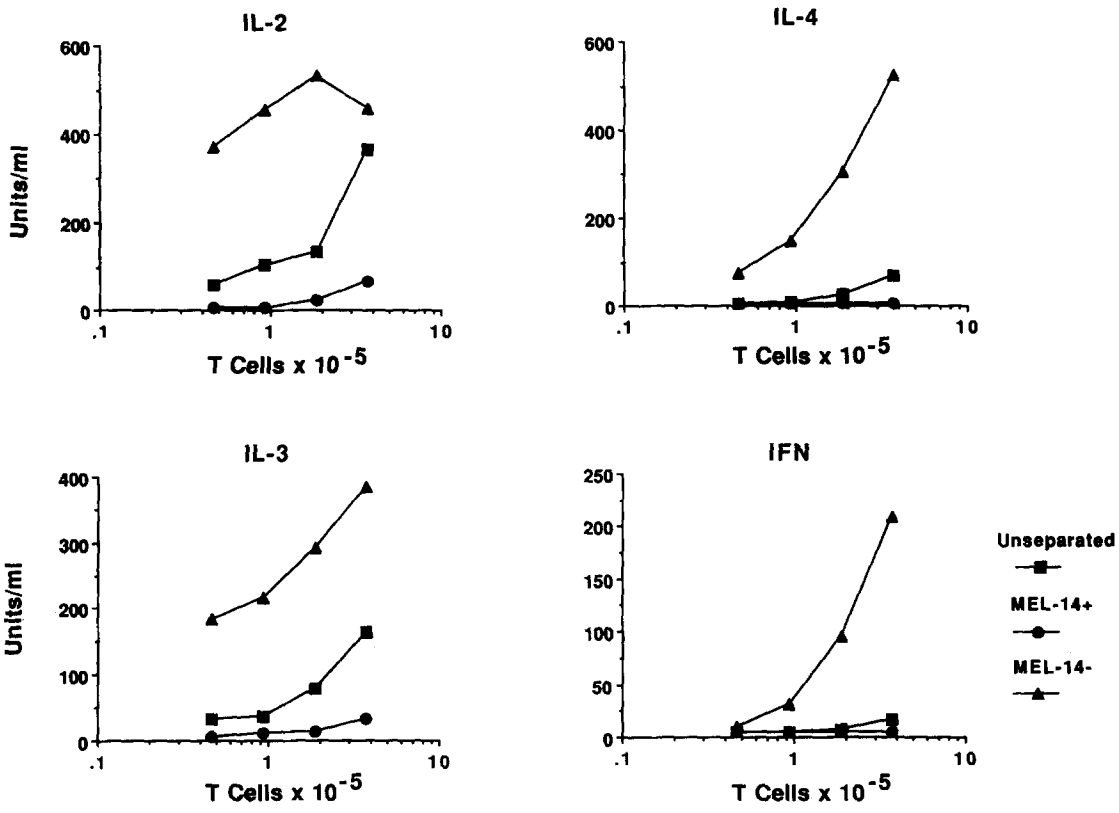 IL-2
600
400
200
0
Units/ml
.1 1 10
T Cells x 10-5
IL-4
600
400
200
0
.1 1 10
T Cells x 10-5
IL-3
400
300
200
100
0
Units/ml
.1 1 10
T Cells x 10-5
IFN
250
200
150
100
50
0
.1 1 10
T Cells x 10-5
Unseparated
MEL-14+
MEL-14-